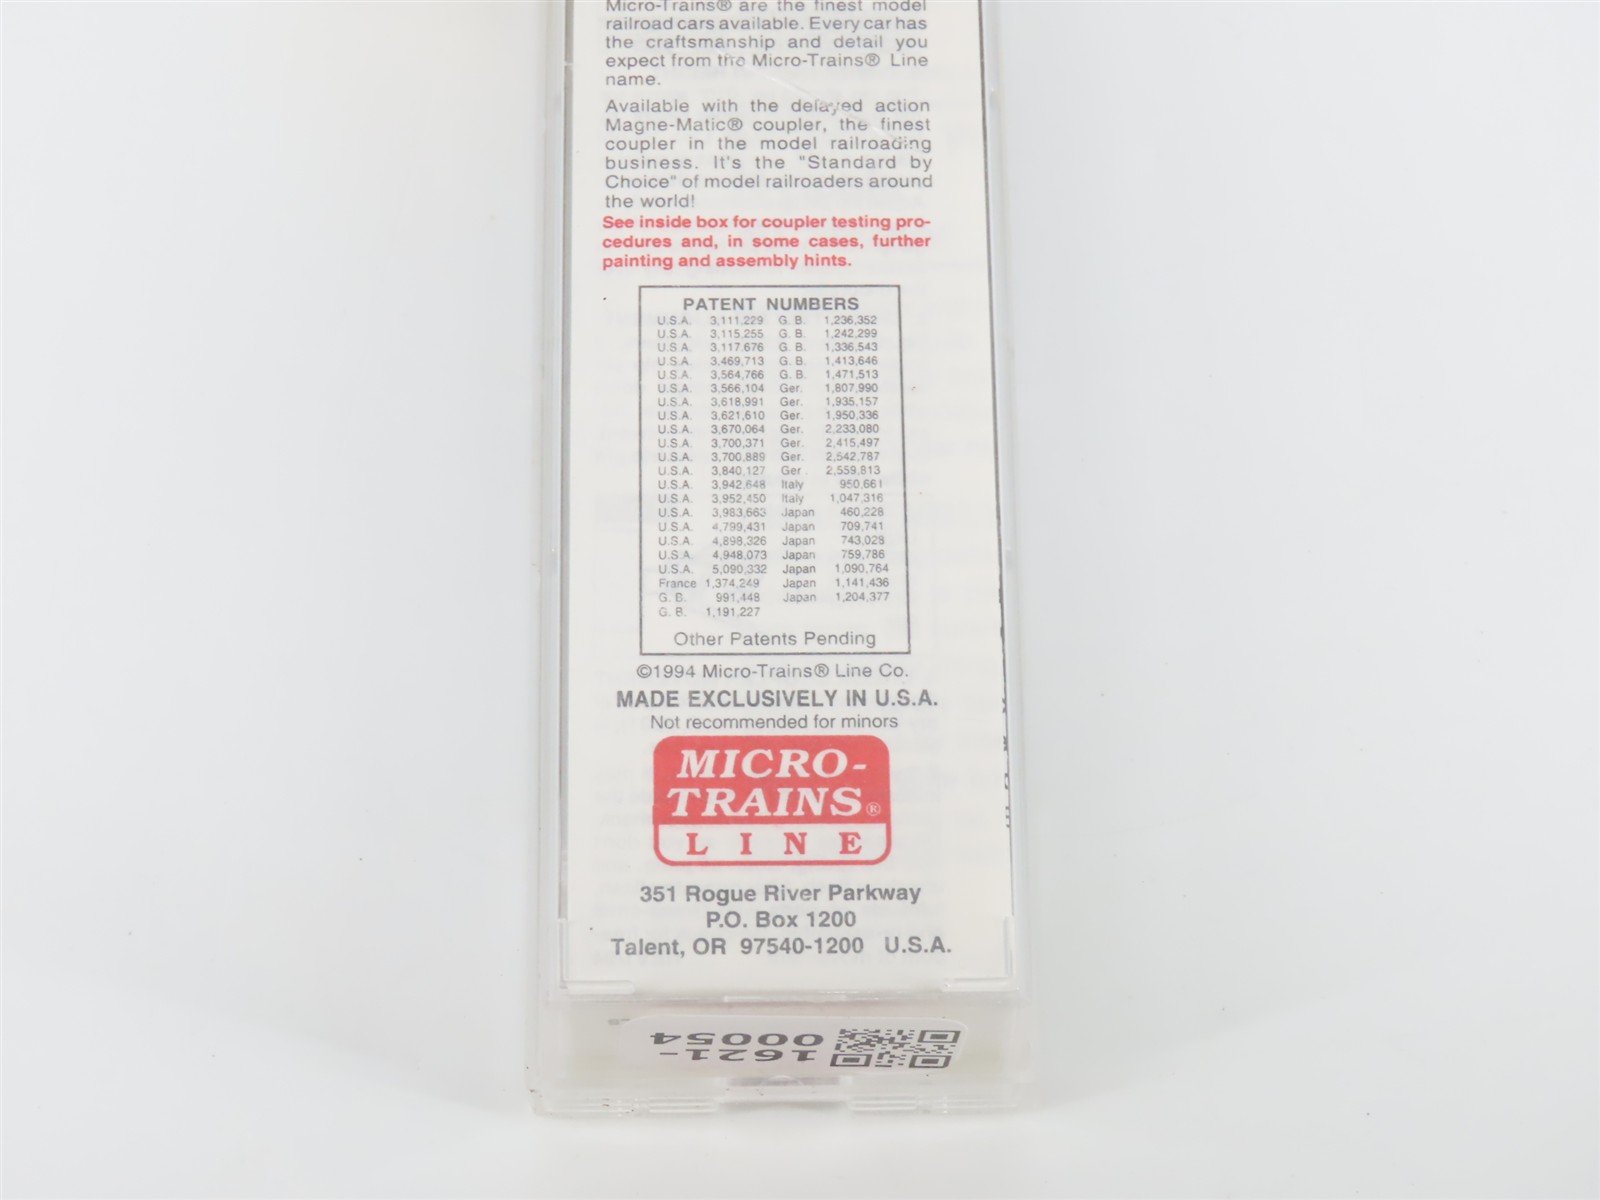 Micro-Trains® are the finest model
railroad cars available. Every car has
the craftsmanship and detail you
expect from the Micro-Trains® Line
name.
Available with the delayed action
Magne-Matic® coupler, the finest
coupler in the model railroading
business. It's the "Standard by
Choice" of model railroaders around
the world!
See inside box for coupler testing pro-
cedures and, in some cases, further
painting and assembly hints.
PATENT NUMBERS
U.S.A. 3,111,229 G. B. 1,236,352
U.S.A. 3,115,255 G. B. 1,242,299
U.S.A. 3,117,676 G. B. 1,336,543
U.S.A. 3,469,713 G. B. 1,413,646
U.S.A. 3,564,766 G. B. 1,471,513
U.S.A. 3,566,104 Ger. 1,807,990
U.S.A. 3,618,991 Ger. 1,935,157
U.S.A. 3,621,610 Ger. 1,950,336
U.S.A. 3,670,064 Ger. 2,233,080
U.S.A. 3,700,371 Ger. 2,415,497
U.S.A. 3,700,889 Ger. 2,542,787
U.S.A. 3,840,127 Ger. 2,559,813
U.S.A. 3,942,648 Italy 950,661
U.S.A. 3,952,450 Italy 1,047,316
U.S.A. 3,983,663 Japan 460,228
U.S.A. 4,799,431 Japan 709,741
U.S.A. 4,898,326 Japan 743,028
U.S.A. 4,948,073 Japan 759,786
U.S.A. 5,090,332 Japan 1,090,764
France 1,374,249 Japan 1,141,436
G. B. 991,448 Japan 1,204,377
G. B. 1,191,227
Other Patents Pending
©1994 Micro-Trains® Line Co.
MADE EXCLUSIVELY IN U.S.A.
Not recommended for minors
MICRO-
TRAINS®
LINE
351 Rogue River Parkway
P.O. Box 1200
Talent, OR 97540-1200 U.S.A.
1621-
00054